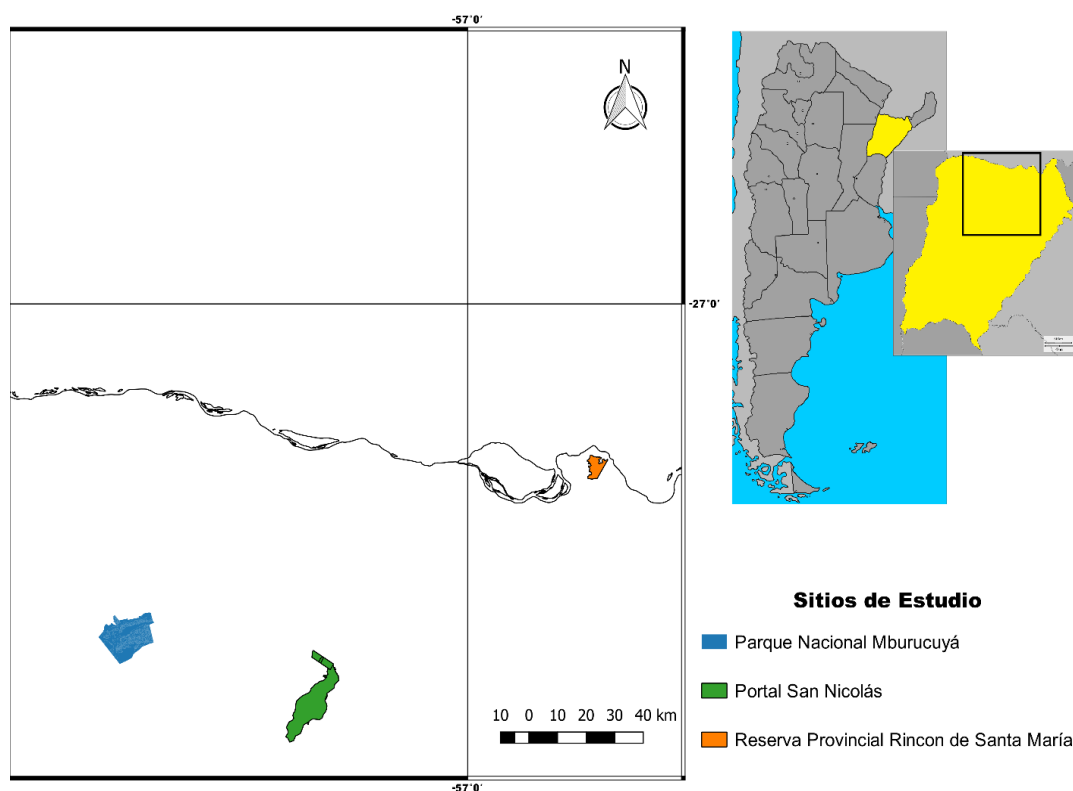 -57˚0'
N
-27˚0'
10 0 10 20 30 40 km
-57˚0'
Sitios de Estudio
Parque Nacional Mburucuyá
Portal San Nicolás
Reserva Provincial Rincon de Santa María